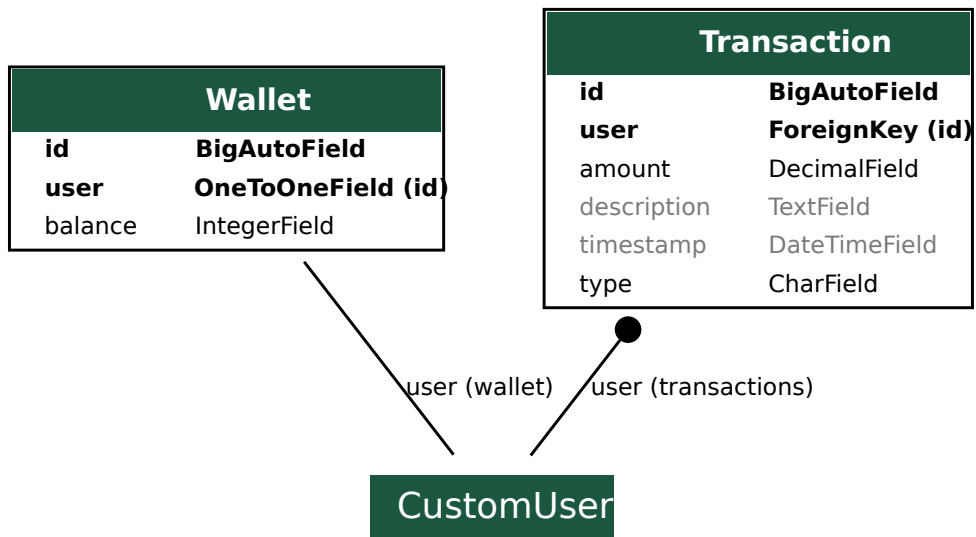 Wallet
id BigAutoField
user OneToOneField (id)
balance IntegerField
Transaction
id BigAutoField
user ForeignKey (id)
amount DecimalField
description TextField
timestamp DateTimeField
type CharField
user (wallet)
user (transactions)
CustomUser